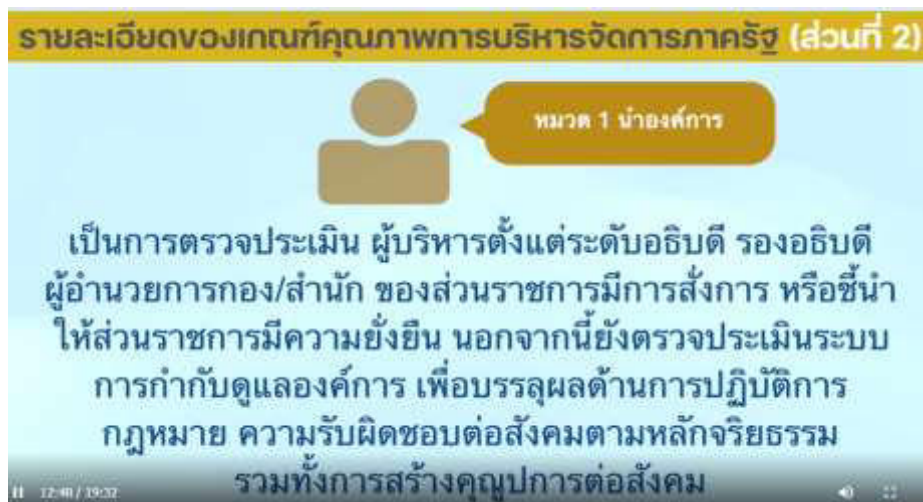 รายละเอียดของเกณฑ์คุณภาพการบริหารจัดการภาครัฐ (ส่วนที่ 2)
หมวด 1 นำองค์การ
เป็นการตรวจประเมิน ผู้บริหารตั้งแต่ระดับอธิบดี รองอธิบดี
ผู้อำนวยการกอง/สำนัก ของส่วนราชการมีการสั่งการ หรือชี้นำ
ให้ส่วนราชการมีความยั่งยืน นอกจากนี้ยังตรวจประเมินระบบ
การกำกับดูแลองค์การ เพื่อบรรลุผลด้านการปฏิบัติการ
กฎหมาย ความรับผิดชอบต่อสังคมตามหลักจริยธรรม
รวมทั้งการสร้างคุณูปการต่อสังคม
12:48 / 19:32